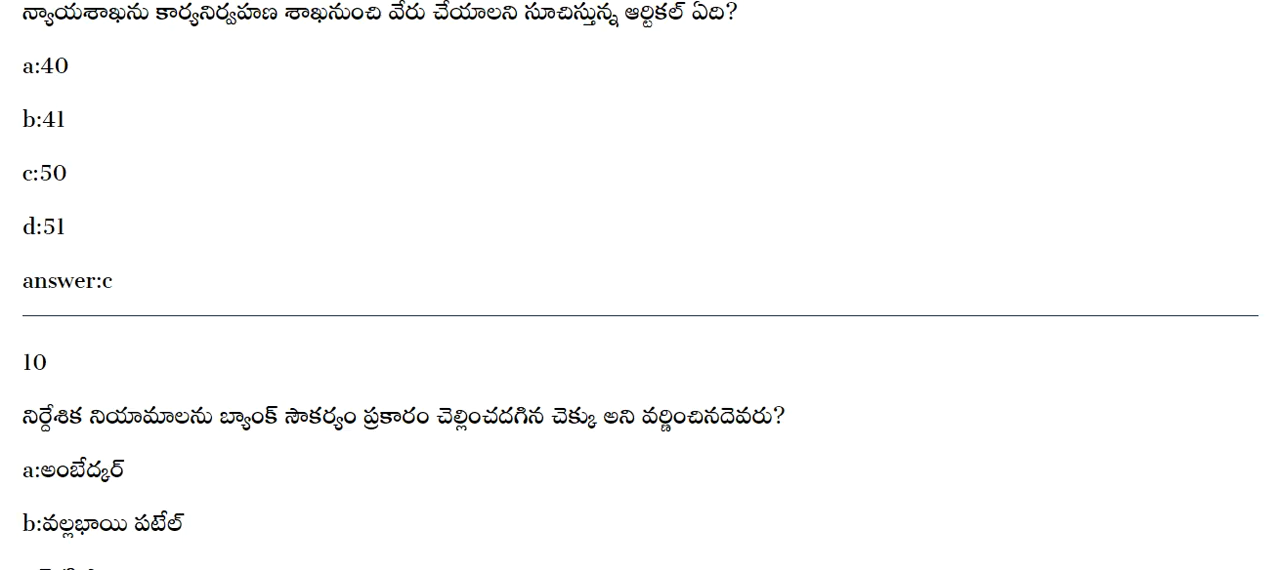 న్యాయశాఖను కార్యనిర్వహణ శాఖనుంచి వేరు చేయాలని సూచిస్తున్న ఆర్టికల్ ఏది?
a:40
b:41
c:50
d:51
answer:c
10
నిర్దేశిక నియామాలను బ్యాంక్ సౌకర్యం ప్రకారం చెల్లించదగిన చెక్కు అని వర్ణించినదెవరు?
a:అంబేద్కర్
b:వల్లభాయి పటేల్